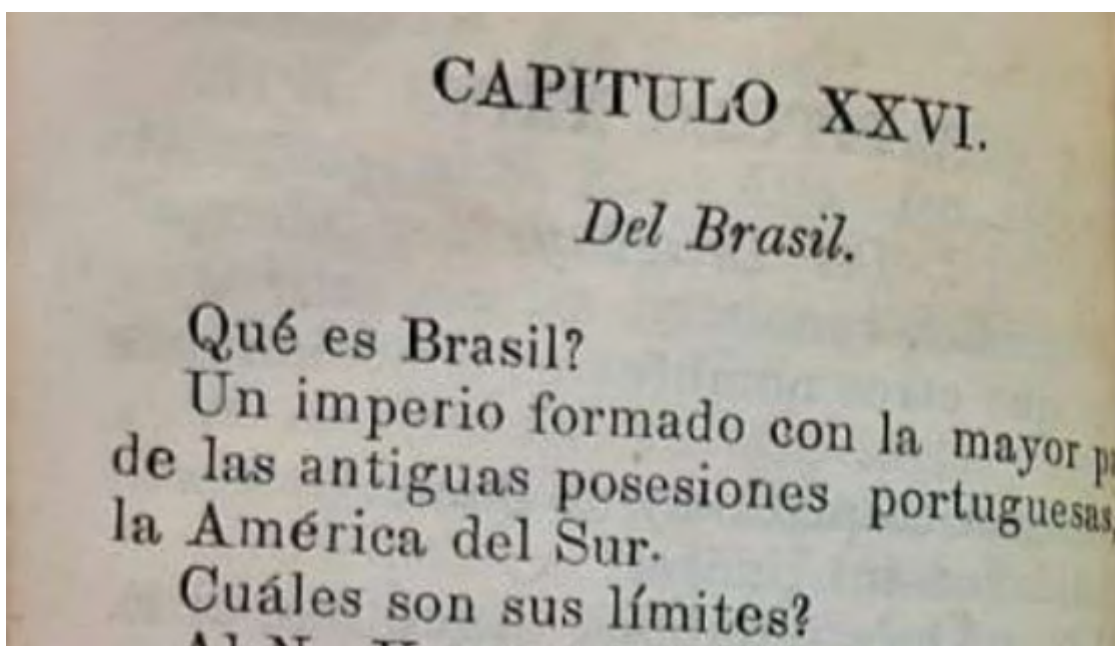 CAPITULO XXVI.
Del Brasil.
Qué es Brasil?
Un imperio formado con la mayor
de las antiguas posesiones portuguesas,
la América del Sur.
Cuáles son sus límites?
Al N.